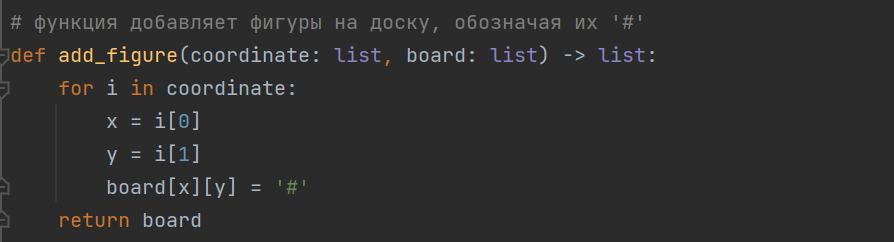 # функция добавляет фигуры на доску, обозначая их '#'
def add_figure(coordinate: list, board: list) -> list:
    for i in coordinate:
        x = i[0]
        y = i[1]
        board[x][y] = '#'
    return board